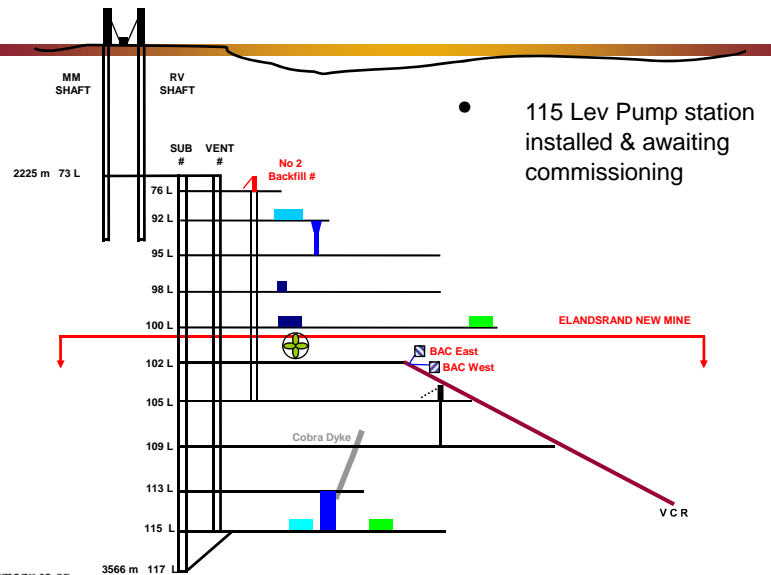 MM
SHAFT
RV
SHAFT
• 115 Lev Pump station
installed & awaiting
commissioning
SUB
#
VENT
#
No 2
Backfill #
2225 m 73 L
76 L
92 L
95 L
98 L
100 L
ELANDSRAND NEW MINE
BAC East
102 L
BAC West
105 L
Cobra Dyke
109 L
113 L
V C R
115 L
3566 m 117 L